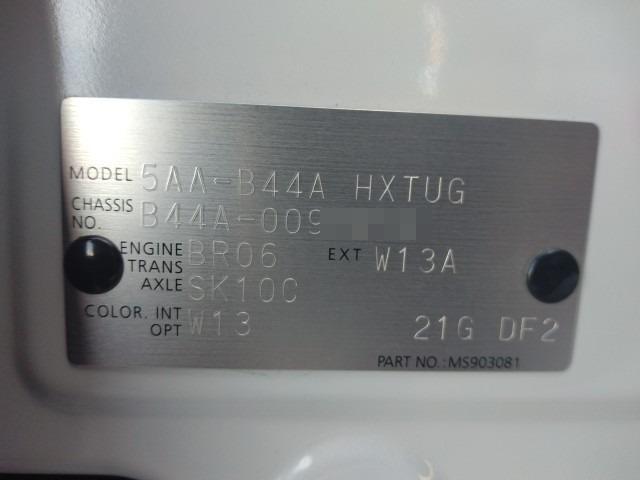 MODEL 5AA-B44A HXTUG
CHASSIS NO. B44A-009
ENGINE BR06 EXT W13A
TRANS AXLE SK10C
COLOR. INT OPT W13 21G DF2
PART NO.: MS903081